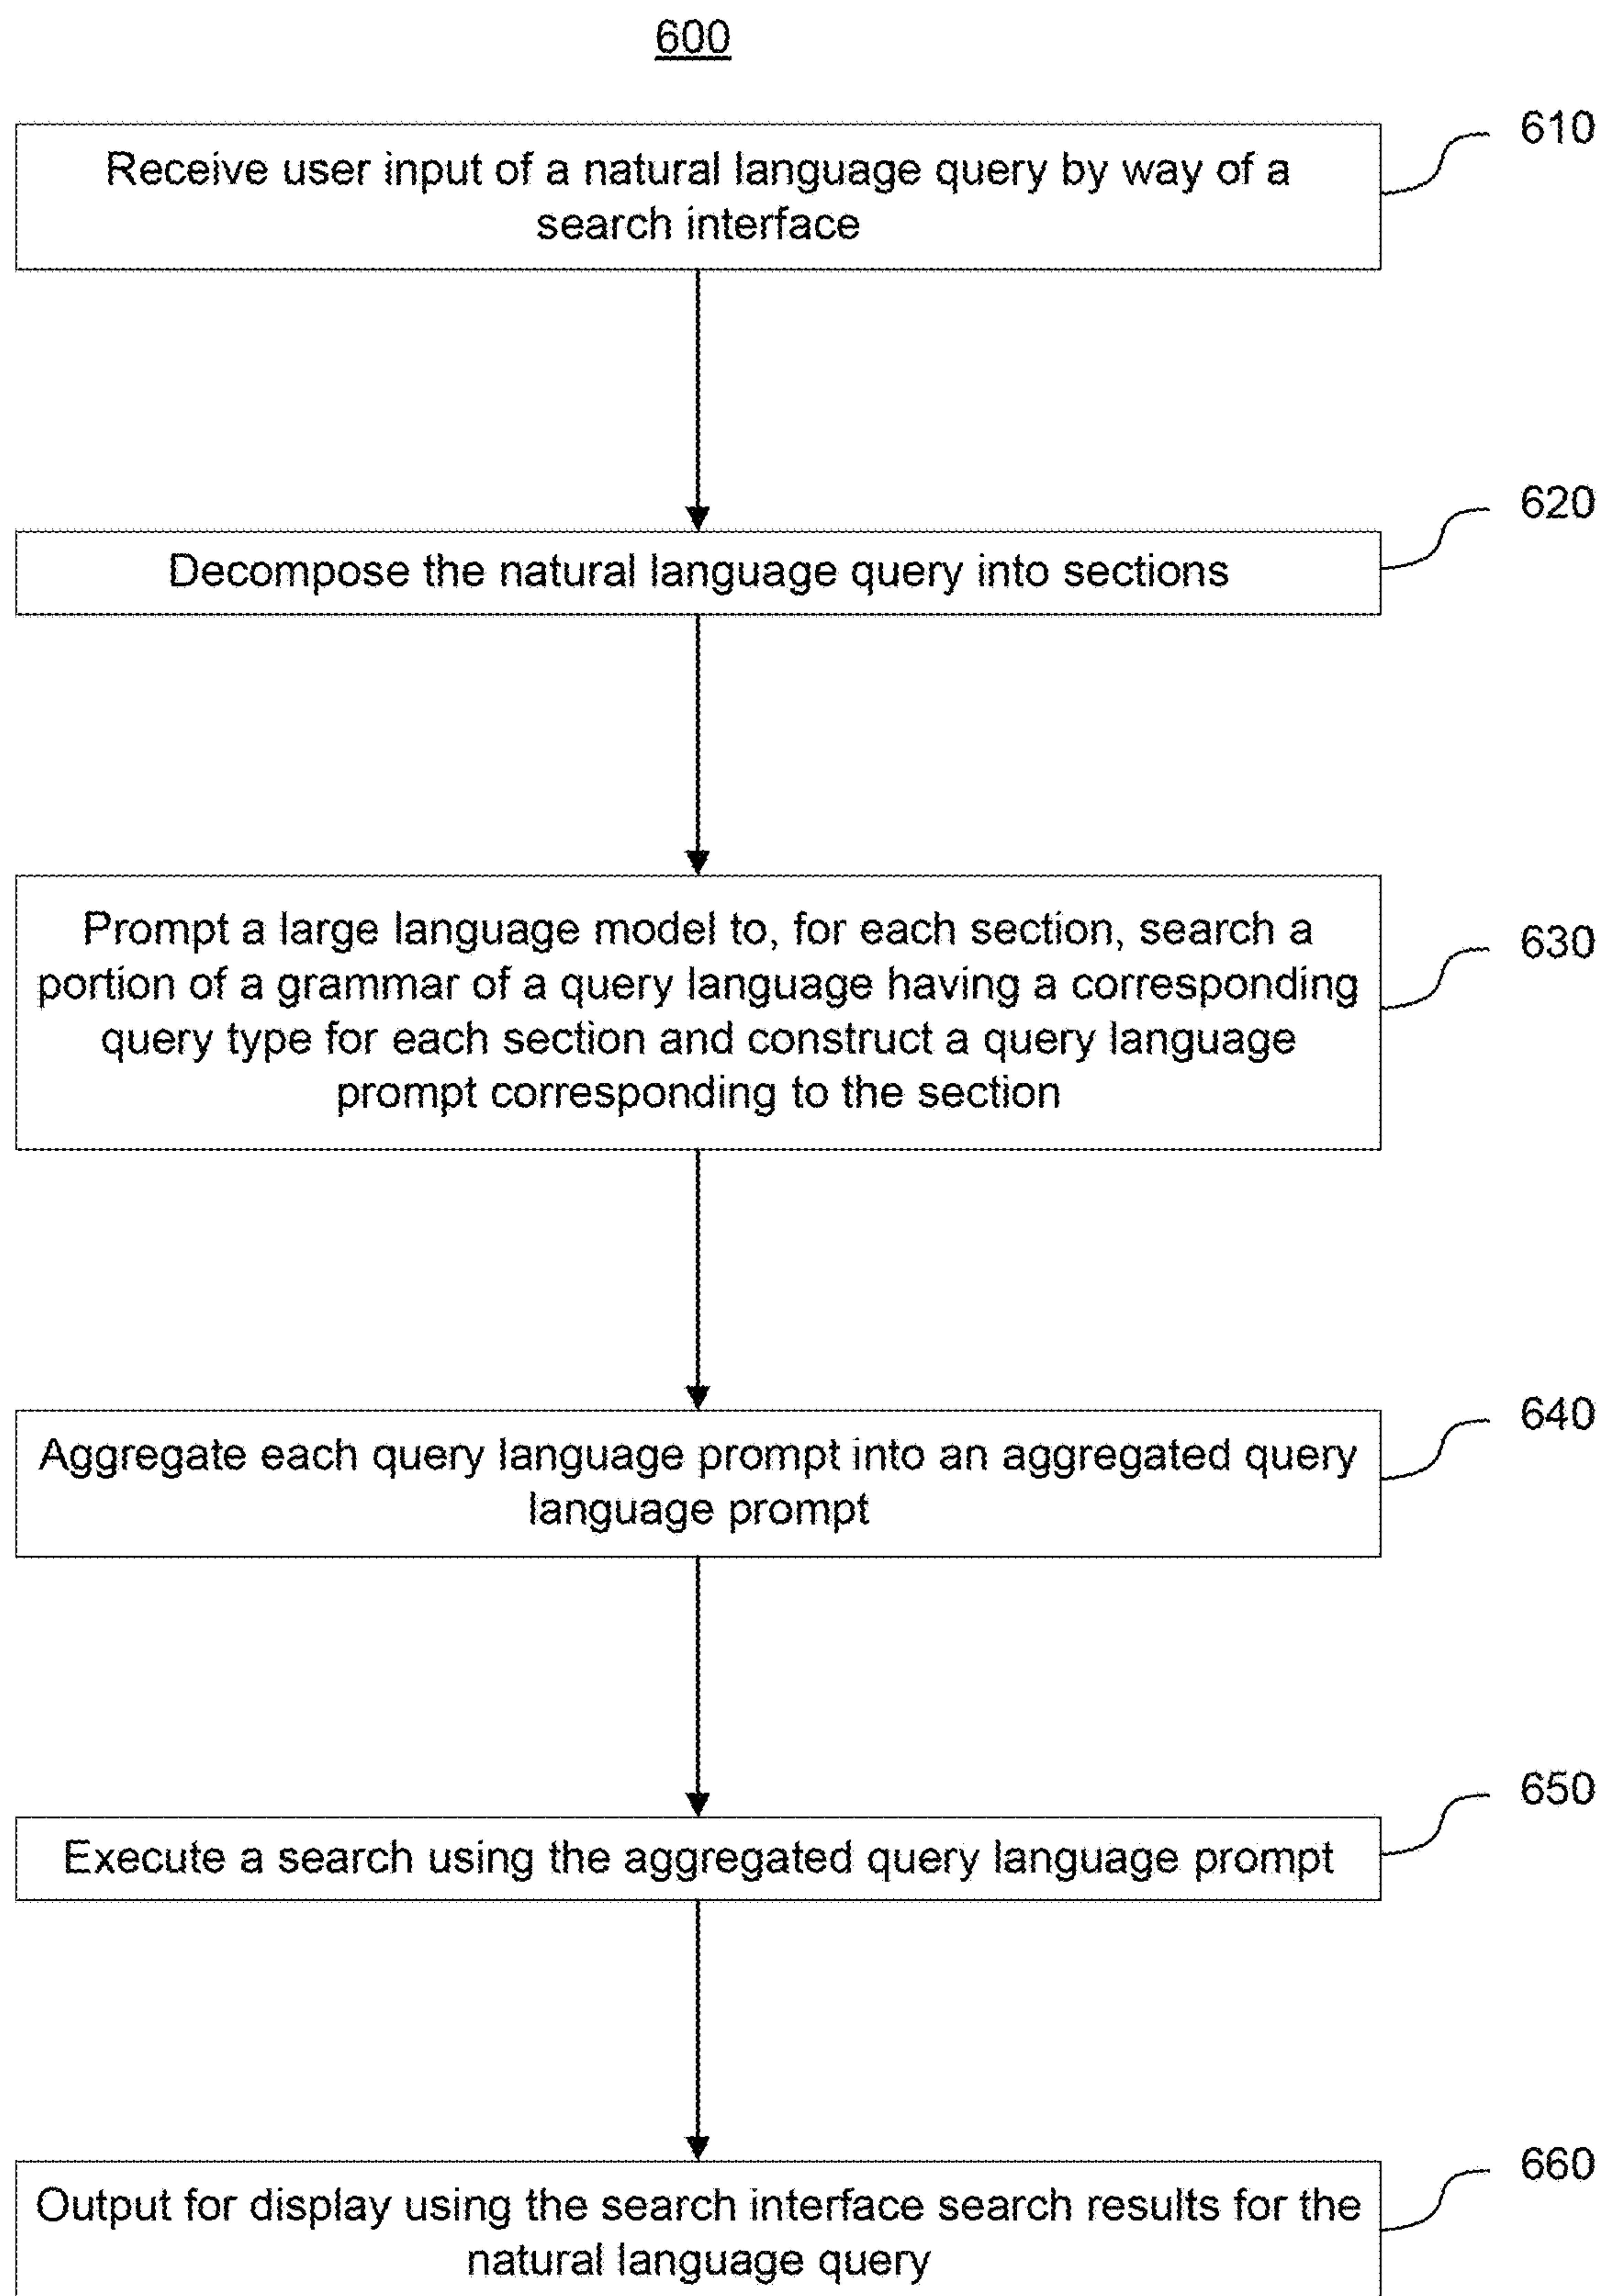 600
610
Receive user input of a natural language query by way of a
search interface
620
Decompose the natural language query into sections
630
Prompt a large language model to, for each section, search a
portion of a grammar of a query language having a corresponding
query type for each section and construct a query language
prompt corresponding to the section
640
Aggregate each query language prompt into an aggregated query
language prompt
650
Execute a search using the aggregated query language prompt
660
Output for display using the search interface search results for the
natural language query